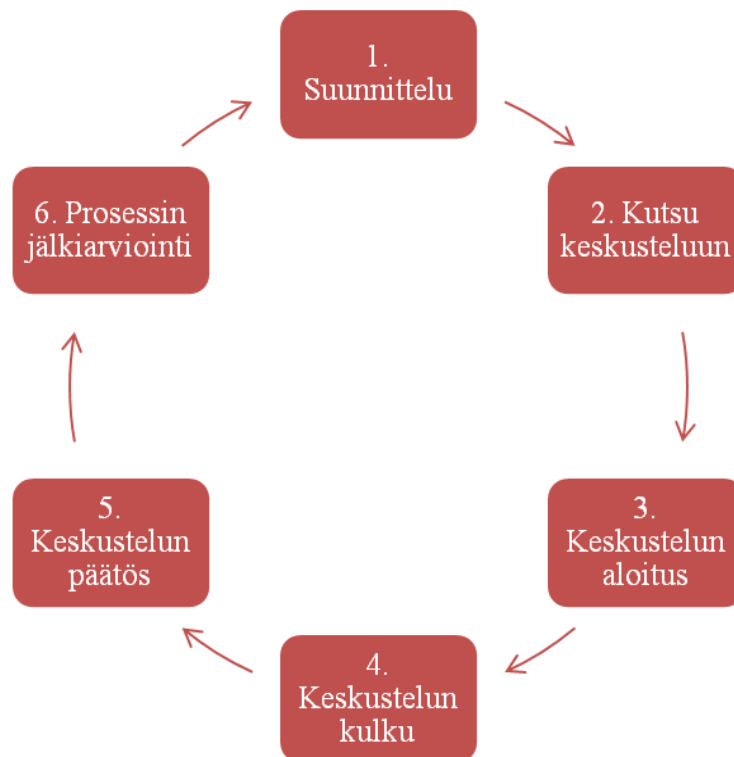 1.
Suunnittelu
2. Kutsu
keskusteluun
3.
Keskustelun
aloitus
4.
Keskustelun
kulku
5.
Keskustelun
päätös
6. Prosessin
jälkiarviointi